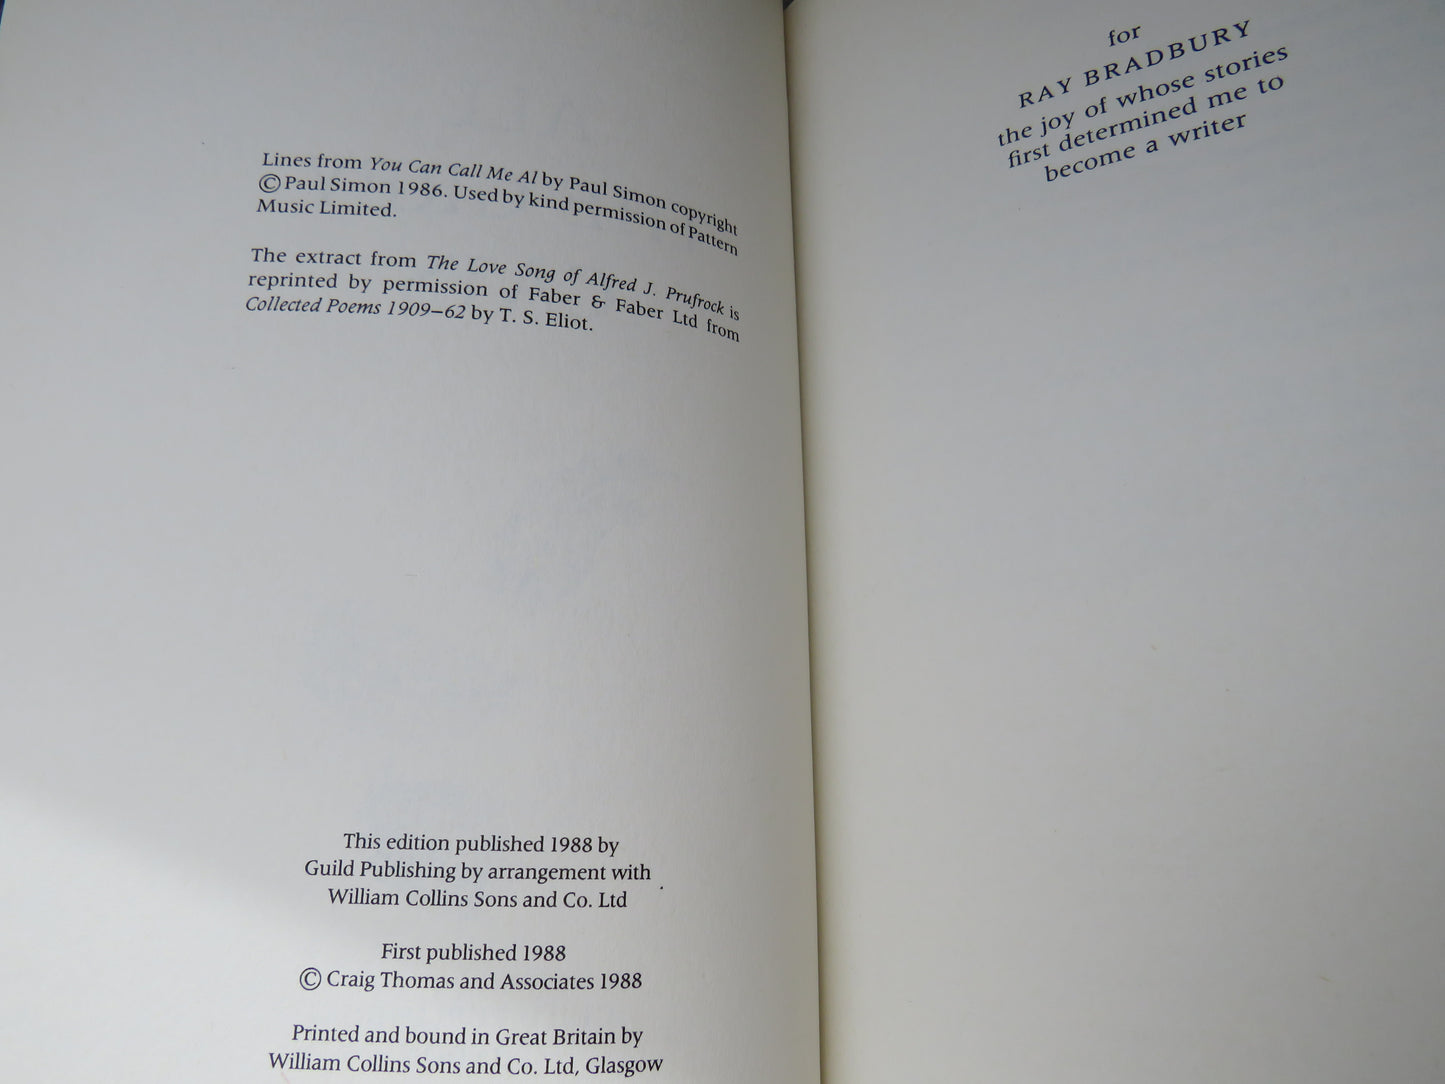 Lines from You Can Call Me Al by Paul Simon copyright
© Paul Simon 1986. Used by kind permission of Pattern
Music Limited.
The extract from The Love Song of Alfred J. Prufrock is
reprinted by permission of Faber & Faber Ltd from
Collected Poems 1909–62 by T. S. Eliot.
This edition published 1988 by
Guild Publishing by arrangement with
William Collins Sons and Co. Ltd
First published 1988
© Craig Thomas and Associates 1988
Printed and bound in Great Britain by
William Collins Sons and Co. Ltd, Glasgow
for
RAY BRADBURY
the joy of whose stories
first determined me to
become a writer